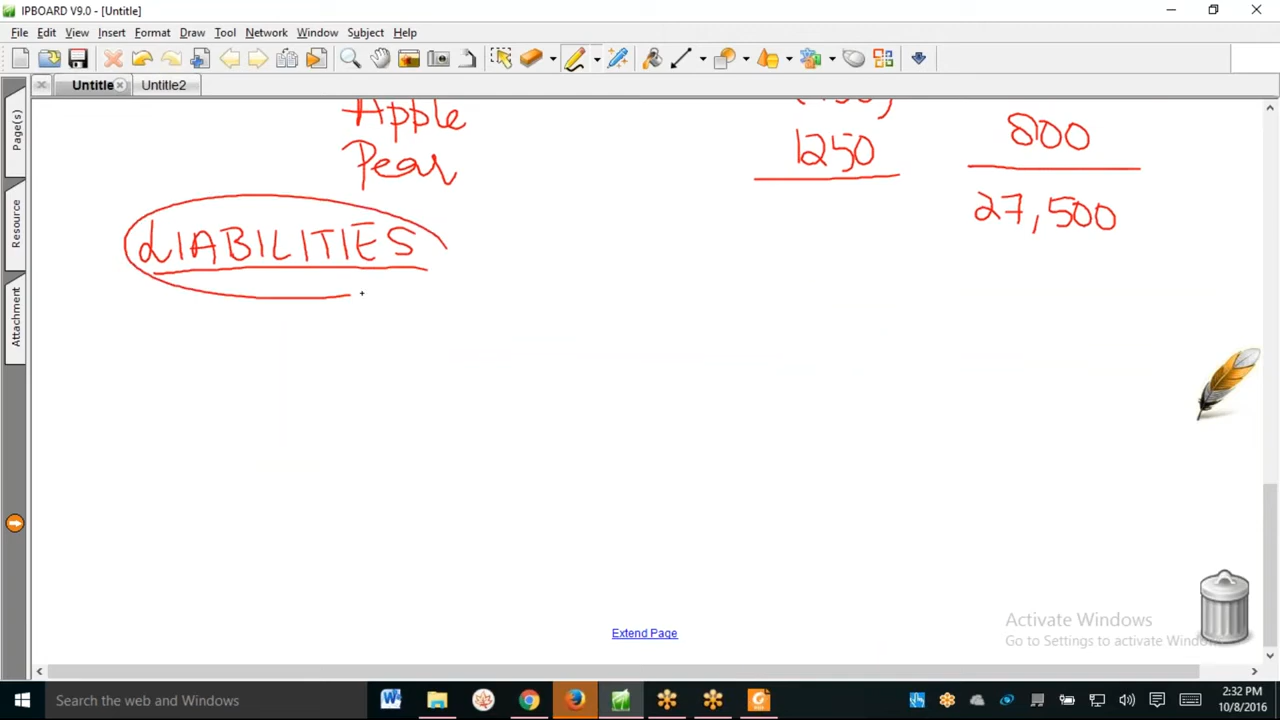 IPBOARD V9.0 - [Untitle]
File Edit View Insert Format Draw Tool Network Window Subject Help
Untitle Untitle2
Page(s)
Resource
Attachment
Apple
1250 800
Pear
27,500
LIABILITIES
Extend Page
Activate Windows
Go to Settings to activate Windows
Search the web and Windows
2:32 PM
10/8/2016